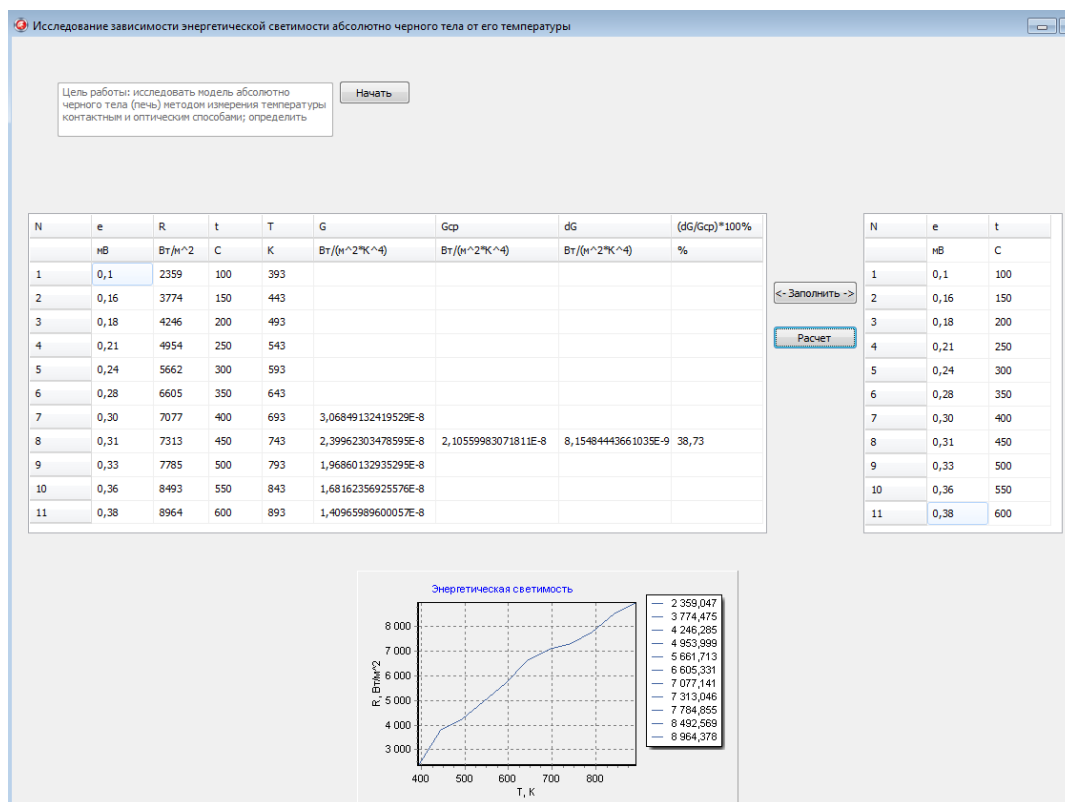 Исследование зависимости энергетической светимости абсолютно черного тела от его температуры
Цель работы: исследовать модель абсолютно
черного тела (печь) методом измерения температуры
контактным и оптическим способами; определить
Начать
N e R t T G Gcp dG (dG/Gcp)*100%
мВ Вт/м^2 C K Вт/(м^2*K^4) Вт/(м^2*K^4) Вт/(м^2*K^4) %
1 0,1 2359 100 393
2 0,16 3774 150 443
3 0,18 4246 200 493
4 0,21 4954 250 543
5 0,24 5662 300 593
6 0,28 6605 350 643
7 0,30 7077 400 693 3,06849132419529E-8
8 0,31 7313 450 743 2,39962303478595E-8 2,10559983071811E-8 8,15484443661035E-9 38,73
9 0,33 7785 500 793 1,96860132935295E-8
10 0,36 8493 550 843 1,68162356925576E-8
11 0,38 8964 600 893 1,40965989600057E-8
<- Заполнить ->
Расчет
N e t
мВ C
1 0,1 100
2 0,16 150
3 0,18 200
4 0,21 250
5 0,24 300
6 0,28 350
7 0,30 400
8 0,31 450
9 0,33 500
10 0,36 550
11 0,38 600
Энергетическая светимость
R, Вт/м^2
8 000
7 000
6 000
5 000
4 000
3 000
400 500 600 700 800
T, K
2 359,047
3 774,475
4 246,285
4 953,999
5 661,713
6 605,331
7 077,141
7 313,046
7 784,855
8 492,569
8 964,378